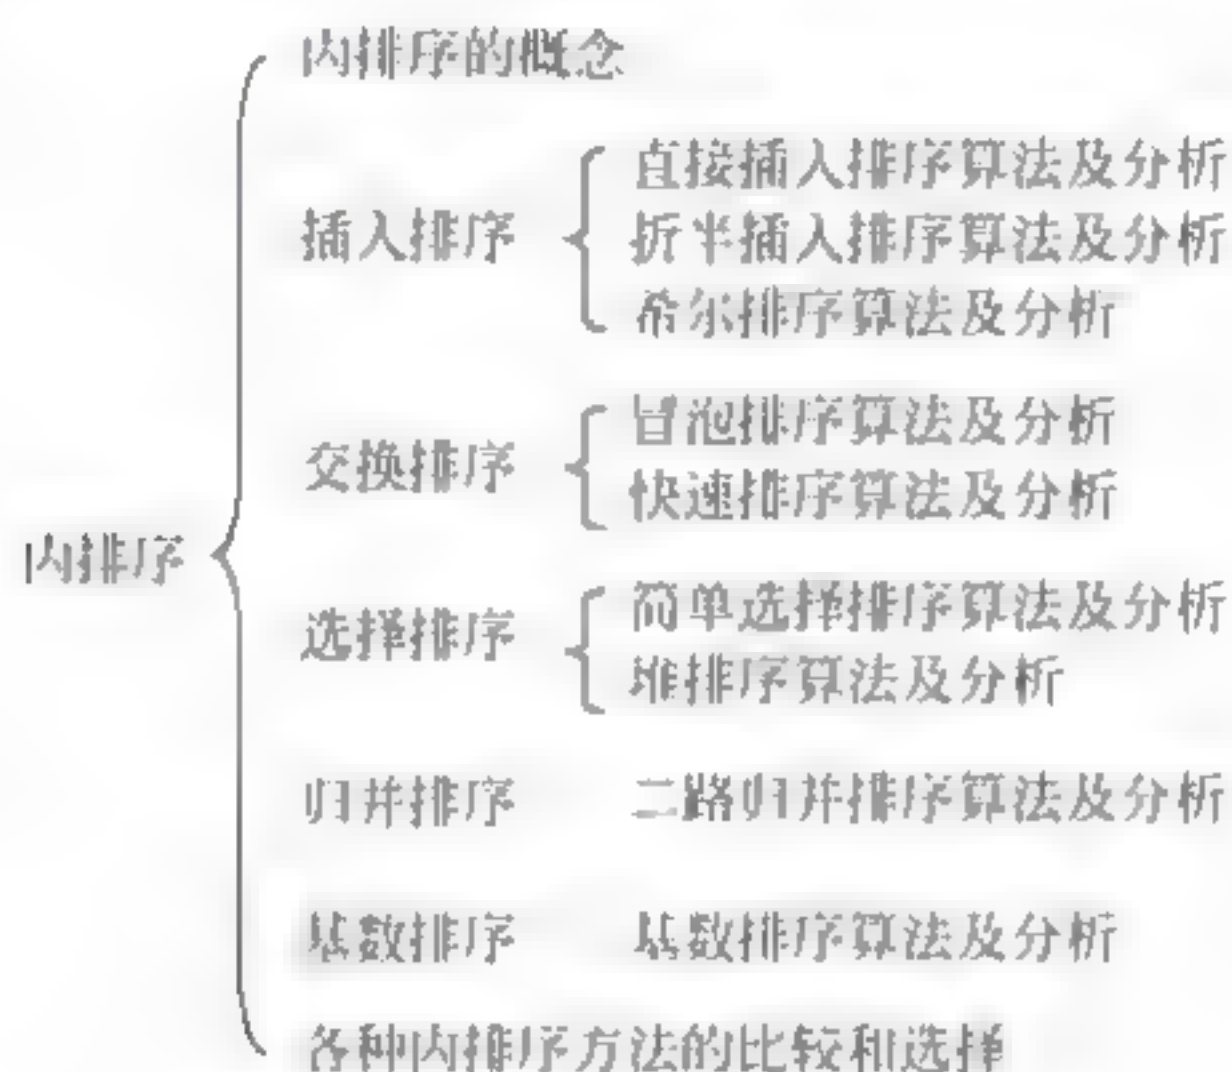 内排序的概念
直接插入排序算法及分析
插入排序
折半插入排序算法及分析
希尔排序算法及分析
冒泡排序算法及分析
交换排序
快速排序算法及分析
内排序
简单选择排序算法及分析
选择排序
堆排序算法及分析
归并排序 二路归并排序算法及分析
基数排序 基数排序算法及分析
各种内排序方法的比较和选择